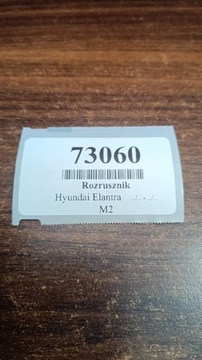 73060
Rozrusznik
Hyundai Elantra ../.. - ../..
M2